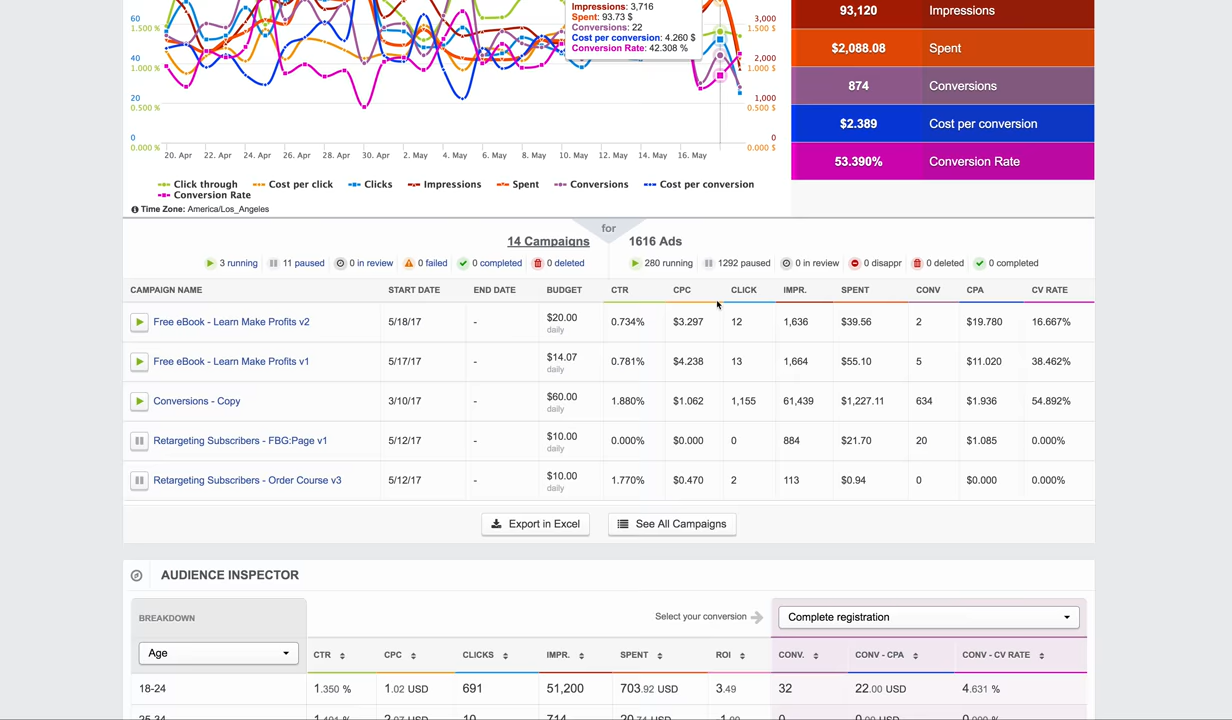 Impressions: 3,716
Spent: 93.73 $
Conversions: 22
Cost per conversion: 4.260 $
Conversion Rate: 42.308 %
60
1.500 %
40
1.000 %
20
0.500 %
0
0.000 %
3,000
1.500 $
2,000
1.000 $
1,000
0.500 $
0
0.000 $
20. Apr 22. Apr 24. Apr 26. Apr 28. Apr 30. Apr 2. May 4. May 6. May 8. May 10. May 12. May 14. May 16. May
Click through Cost per click Clicks Impressions Spent Conversions Cost per conversion
Conversion Rate
Time Zone: America/Los_Angeles
93,120 Impressions
$2,088.08 Spent
874 Conversions
$2.389 Cost per conversion
53.390% Conversion Rate
for
14 Campaigns 1616 Ads
3 running 11 paused 0 in review 0 failed 0 completed 0 deleted 280 running 1292 paused 0 in review 0 disappr 0 deleted 0 completed
CAMPAIGN NAME START DATE END DATE BUDGET CTR CPC CLICK IMPR. SPENT CONV CPA CV RATE
Free eBook - Learn Make Profits v2 5/18/17 - $20.00 0.734% $3.297 12 1,636 $39.56 2 $19.780 16.667%
daily
Free eBook - Learn Make Profits v1 5/17/17 - $14.07 0.781% $4.238 13 1,664 $55.10 5 $11.020 38.462%
daily
Conversions - Copy 3/10/17 - $60.00 1.880% $1.062 1,155 61,439 $1,227.11 634 $1.936 54.892%
daily
Retargeting Subscribers - FBG:Page v1 5/12/17 - $10.00 0.000% $0.000 0 884 $21.70 20 $1.085 0.000%
daily
Retargeting Subscribers - Order Course v3 5/12/17 - $10.00 1.770% $0.470 2 113 $0.94 0 $0.000 0.000%
daily
Export in Excel See All Campaigns
AUDIENCE INSPECTOR
BREAKDOWN Select your conversion Complete registration
Age CTR CPC CLICKS IMPR. SPENT ROI CONV. CONV - CPA CONV - CV RATE
18-24 1.350 % 1.02 USD 691 51,200 703.92 USD 3.49 32 22.00 USD 4.631 %